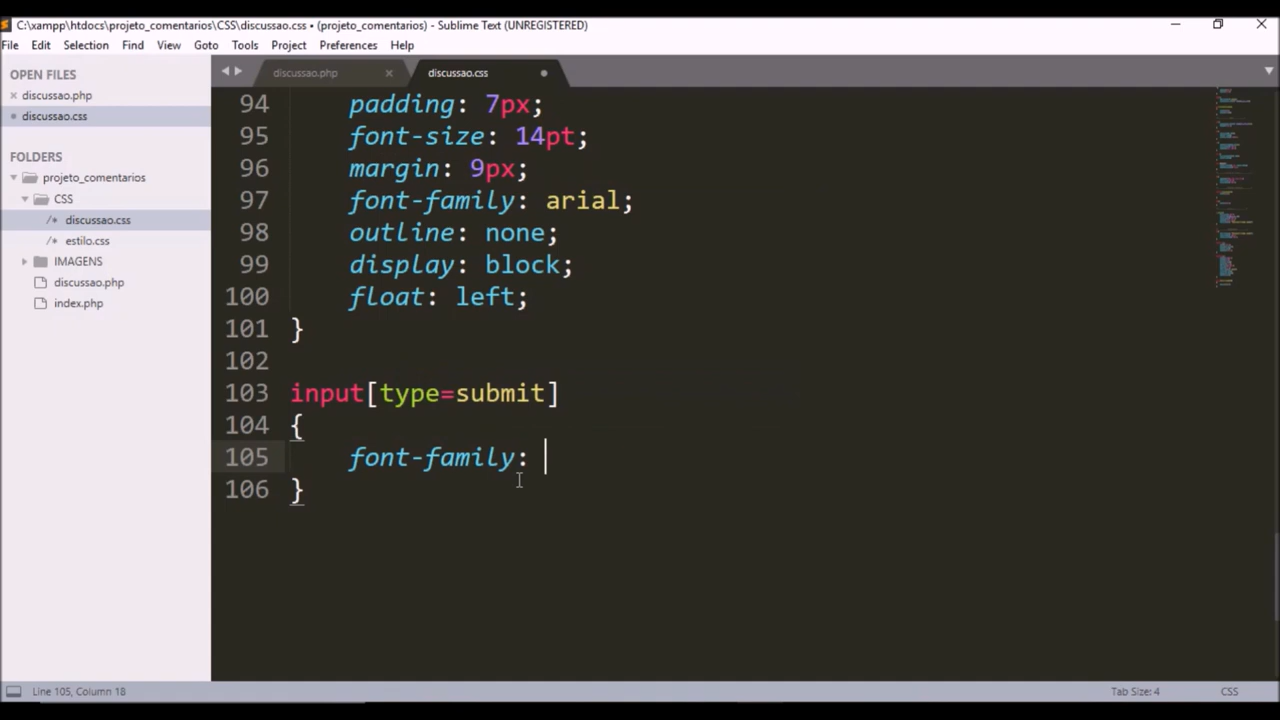 C:\xampp\htdocs\projeto_comentarios\CSS\discussao.css • (projeto_comentarios) - Sublime Text (UNREGISTERED)
File Edit Selection Find View Goto Tools Project Preferences Help
OPEN FILES
× discussao.php
• discussao.css
FOLDERS
projeto_comentarios
CSS
/* discussao.css
/* estilo.css
IMAGENS
discussao.php
index.php
discussao.php × discussao.css •
94 padding: 7px;
95 font-size: 14pt;
96 margin: 9px;
97 font-family: arial;
98 outline: none;
99 display: block;
100 float: left;
101 }
102
103 input[type=submit]
104 {
105 font-family:
106 }
Line 105, Column 18 Tab Size: 4 CSS